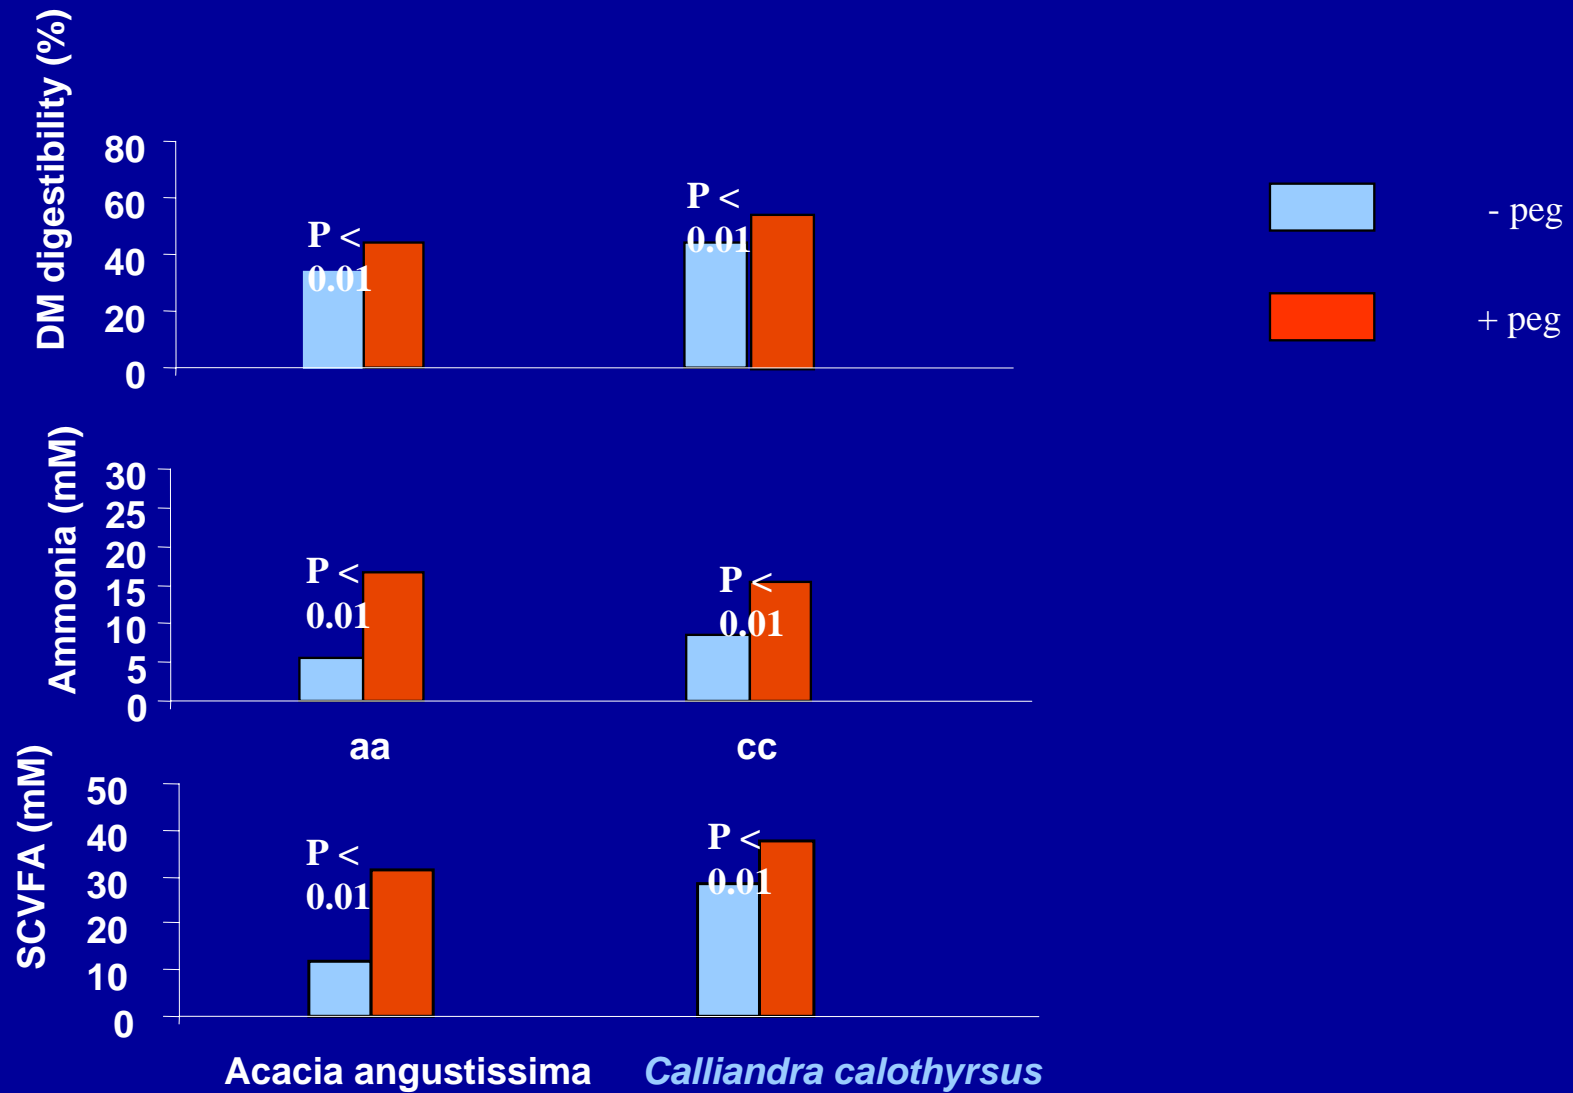 DM digestibility (%)
80
60
40
20
0
P <
0.01
P <
0.01
- peg
+ peg
Ammonia (mM)
30
25
20
15
10
5
0
P <
0.01
P <
0.01
aa
cc
SCVFA (mM)
50
40
30
20
10
0
P <
0.01
P <
0.01
Acacia angustissima
Calliandra calothyrsus